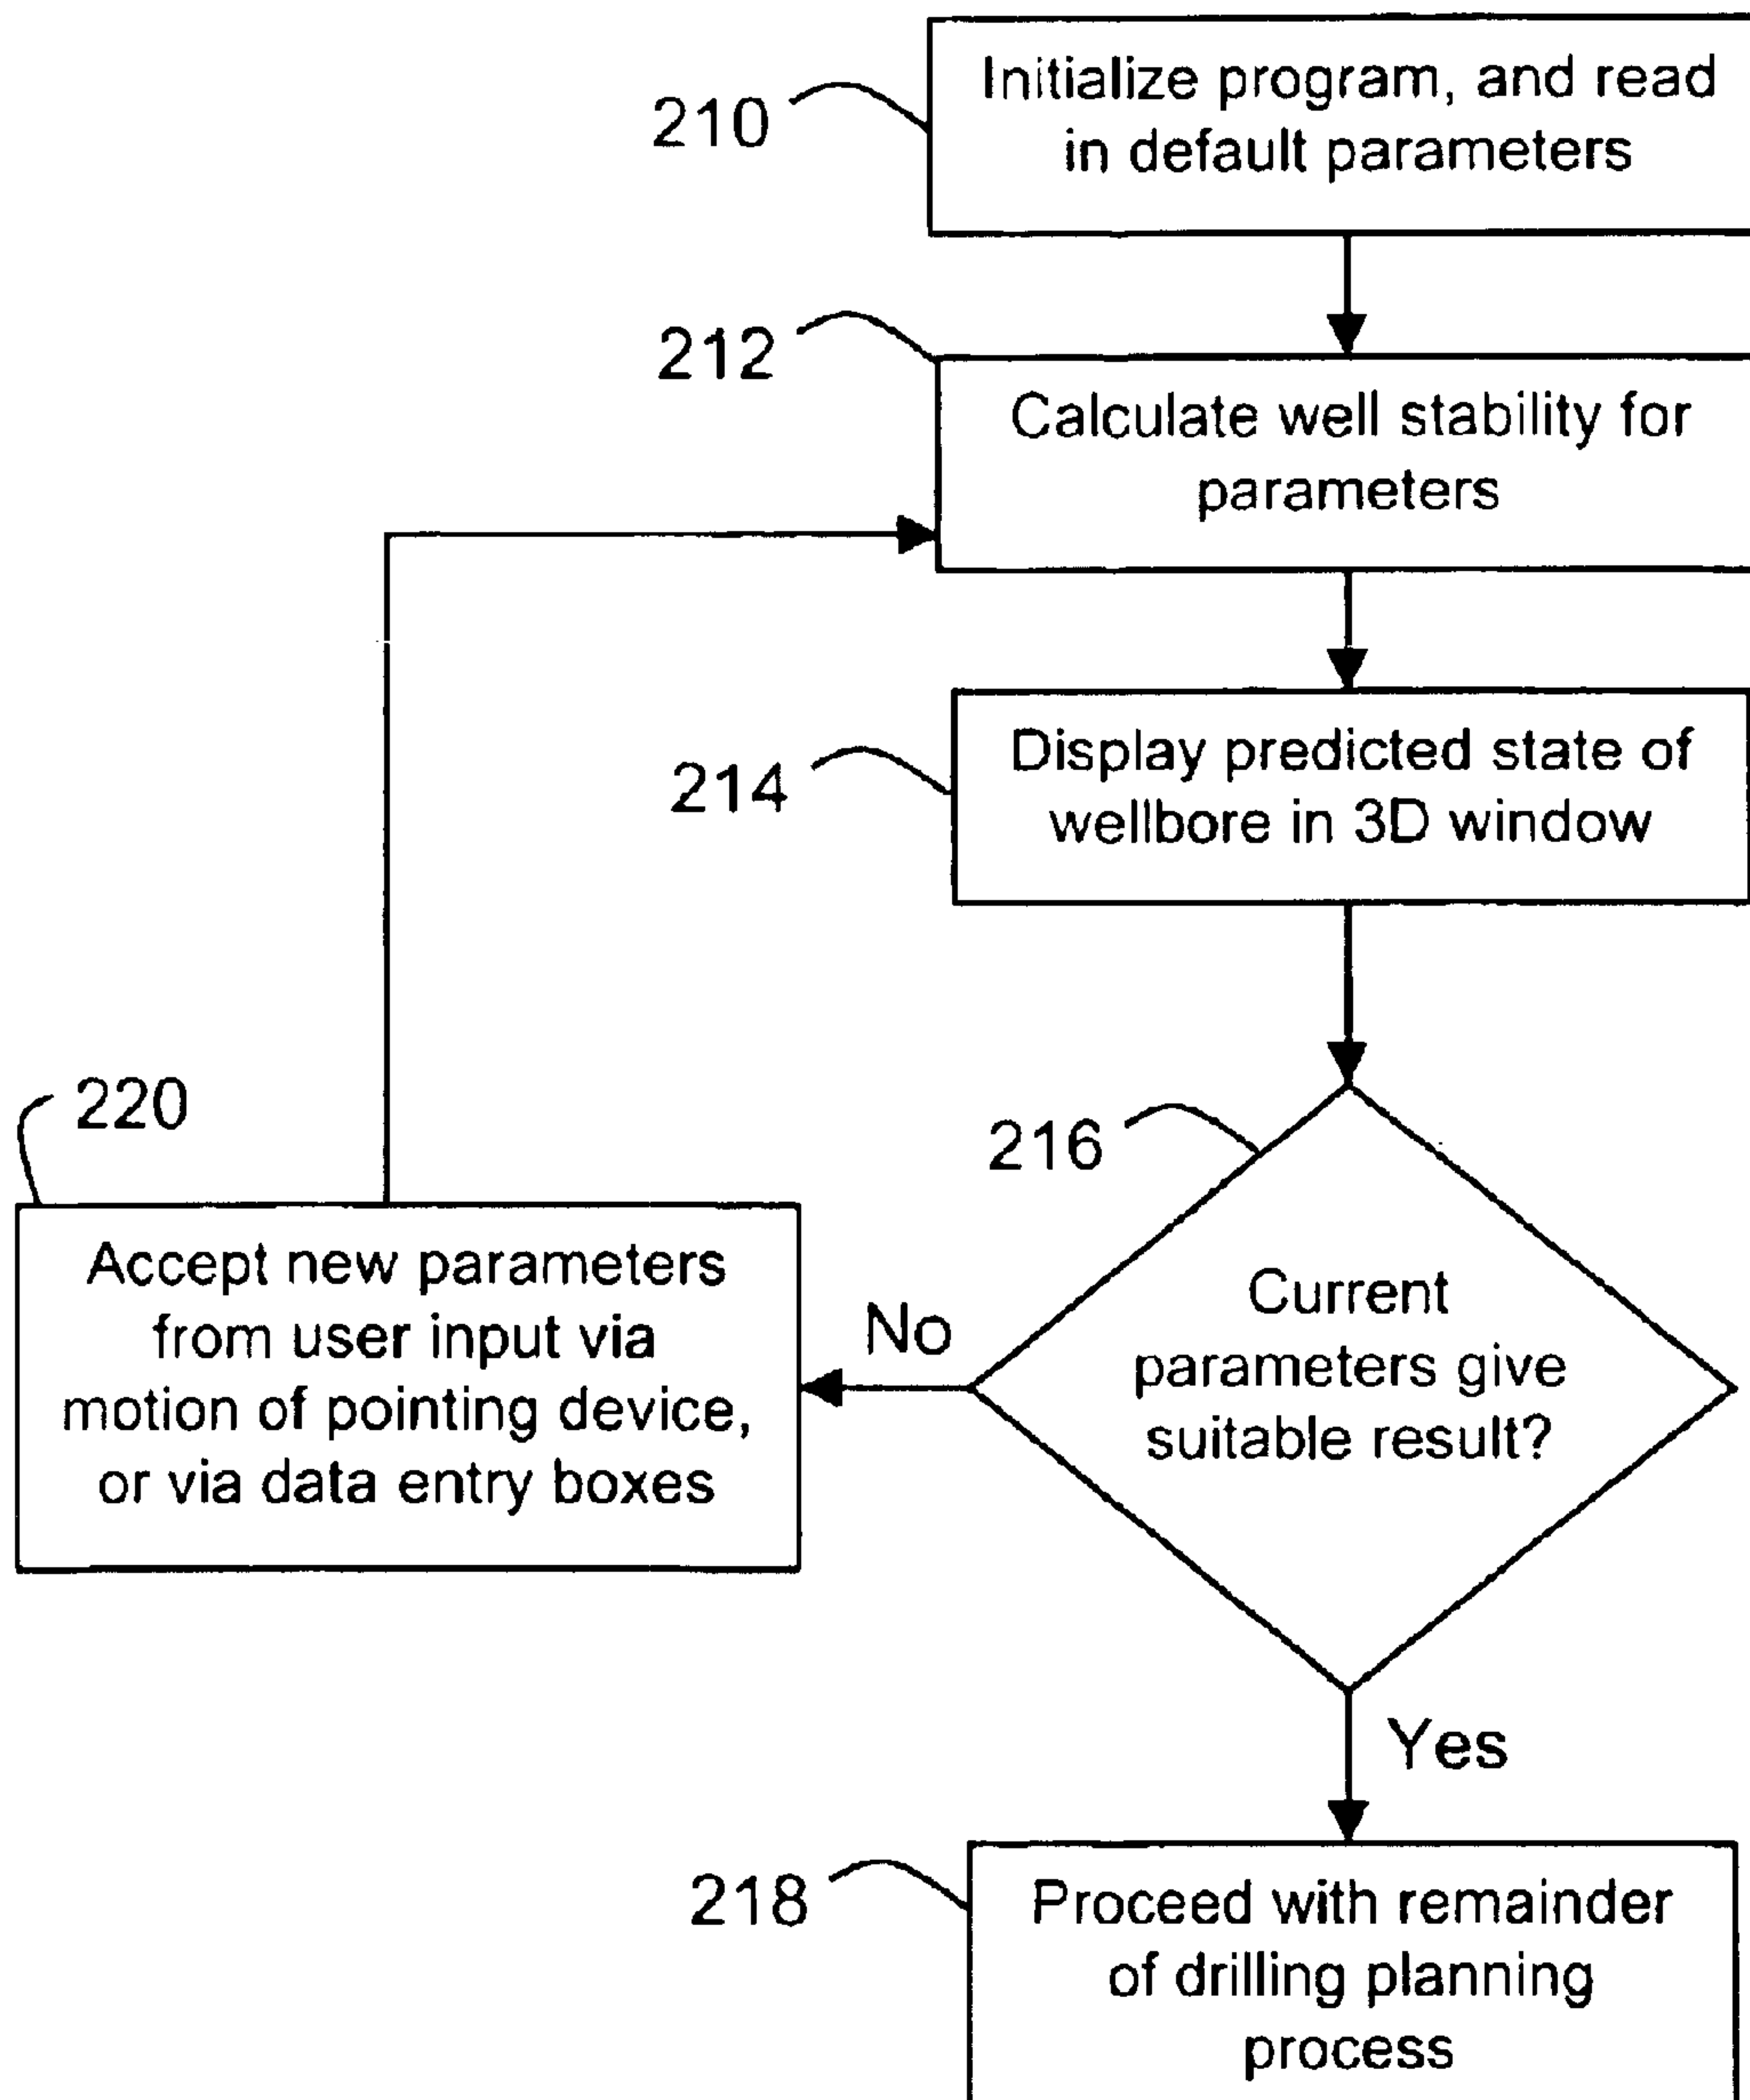 210
Initialize program, and read
in default parameters
212
Calculate well stability for
parameters
214
Display predicted state of
wellbore in 3D window
220
216
Accept new parameters
from user input via
motion of pointing device,
or via data entry boxes
No
Current
parameters give
suitable result?
Yes
218
Proceed with remainder
of drilling planning
process